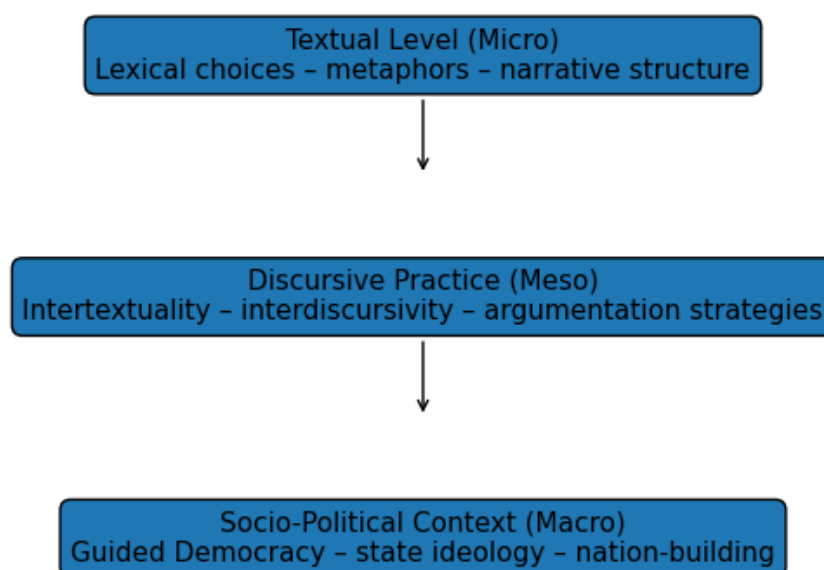 Textual Level (Micro)
Lexical choices – metaphors – narrative structure
Discursive Practice (Meso)
Intertextuality – interdiscursivity – argumentation strategies
Socio-Political Context (Macro)
Guided Democracy – state ideology – nation-building